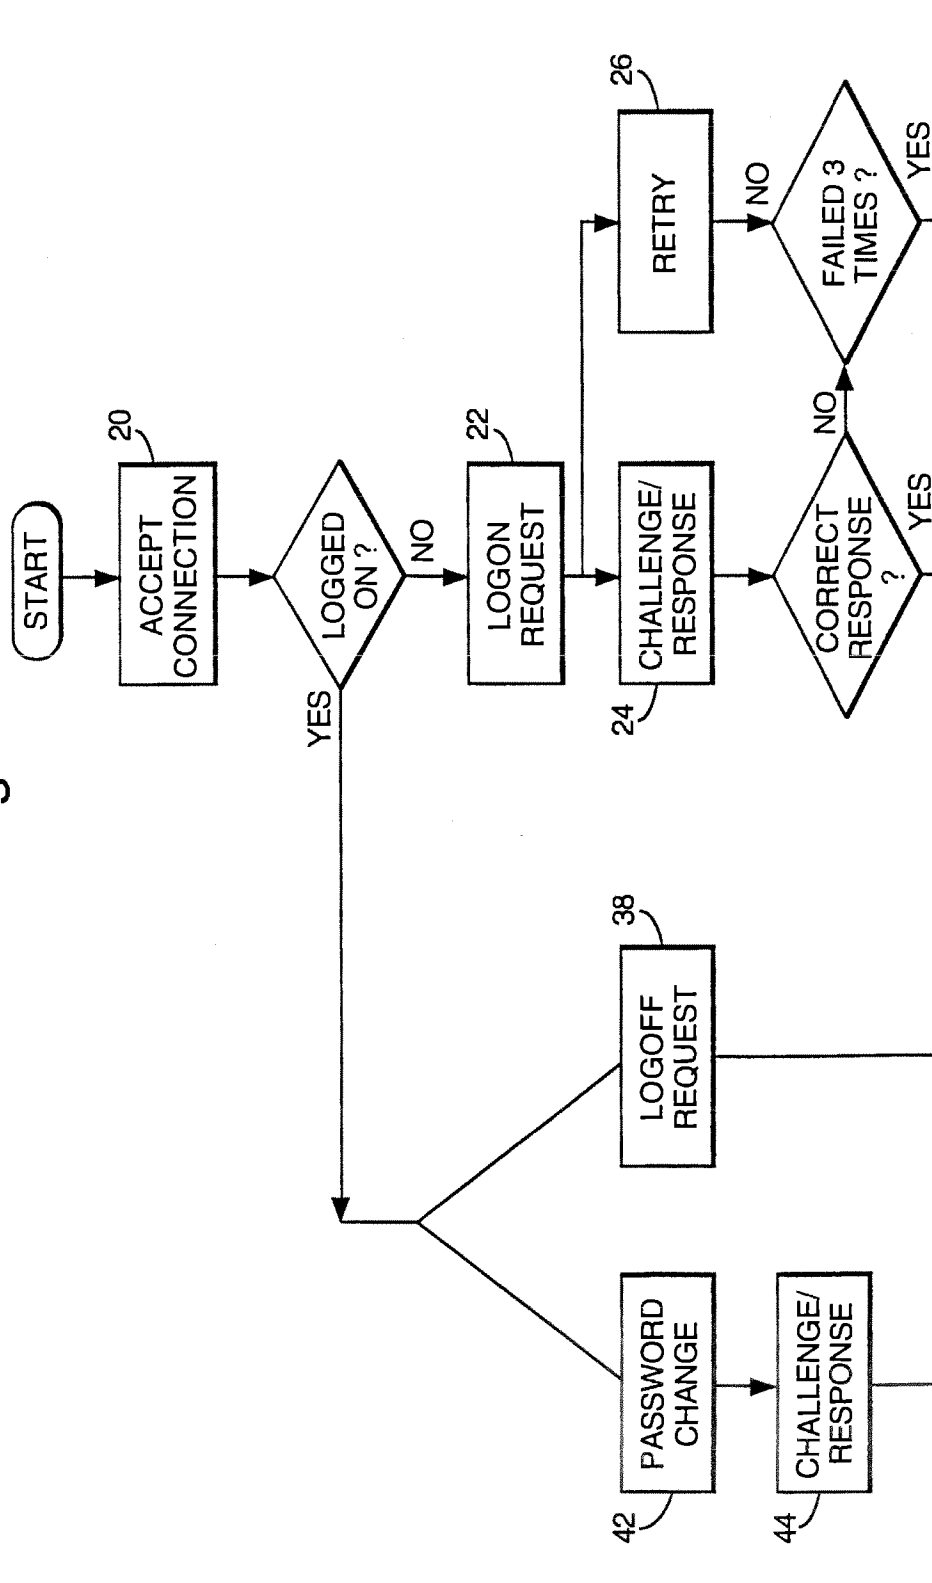 START
20
ACCEPT
CONNECTION
LOGGED
ON ?
YES
NO
22
LOGON
REQUEST
26
RETRY
24
CHALLENGE/
RESPONSE
NO
FAILED 3
TIMES ?
YES
CORRECT
RESPONSE
?
NO
YES
38
LOGOFF
REQUEST
42
PASSWORD
CHANGE
44
CHALLENGE/
RESPONSE